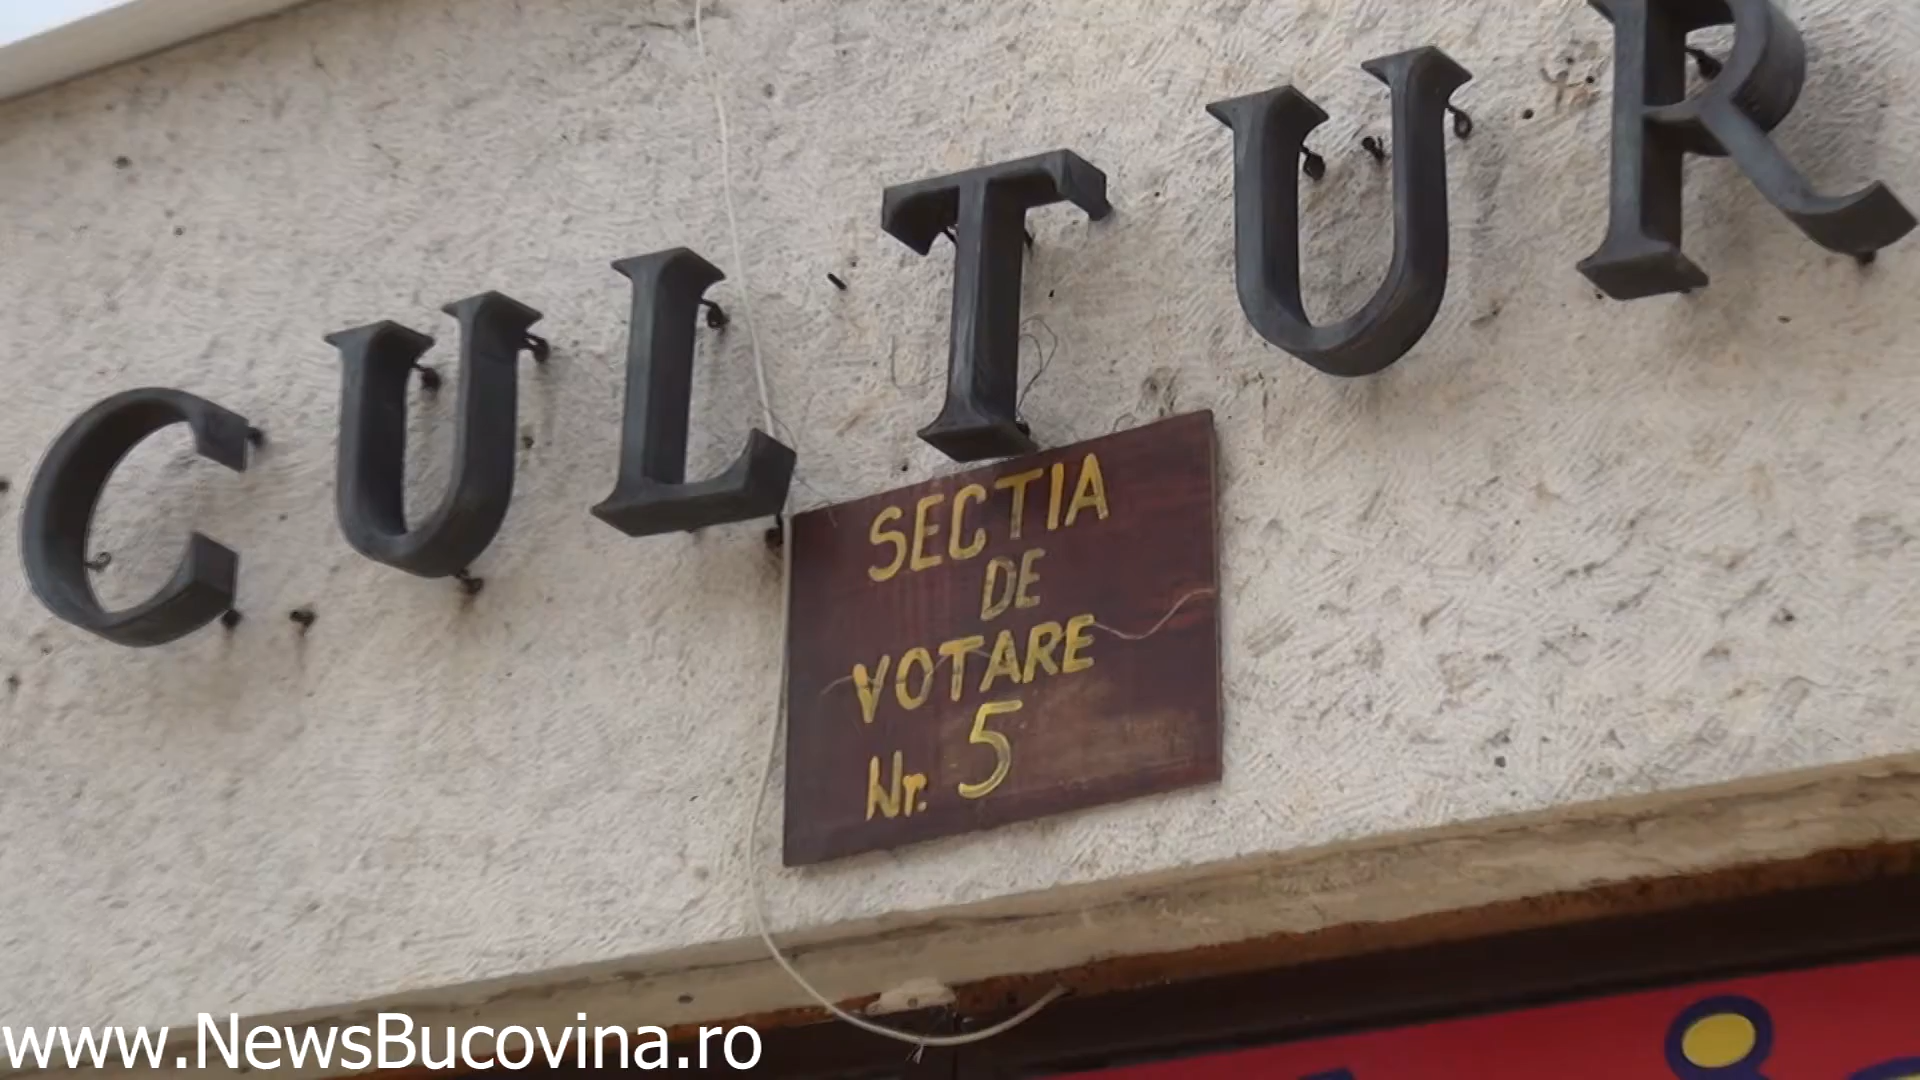 CULTUR
SECTIA
DE
VOTARE
Nr. 5
www.NewsBucovina.ro